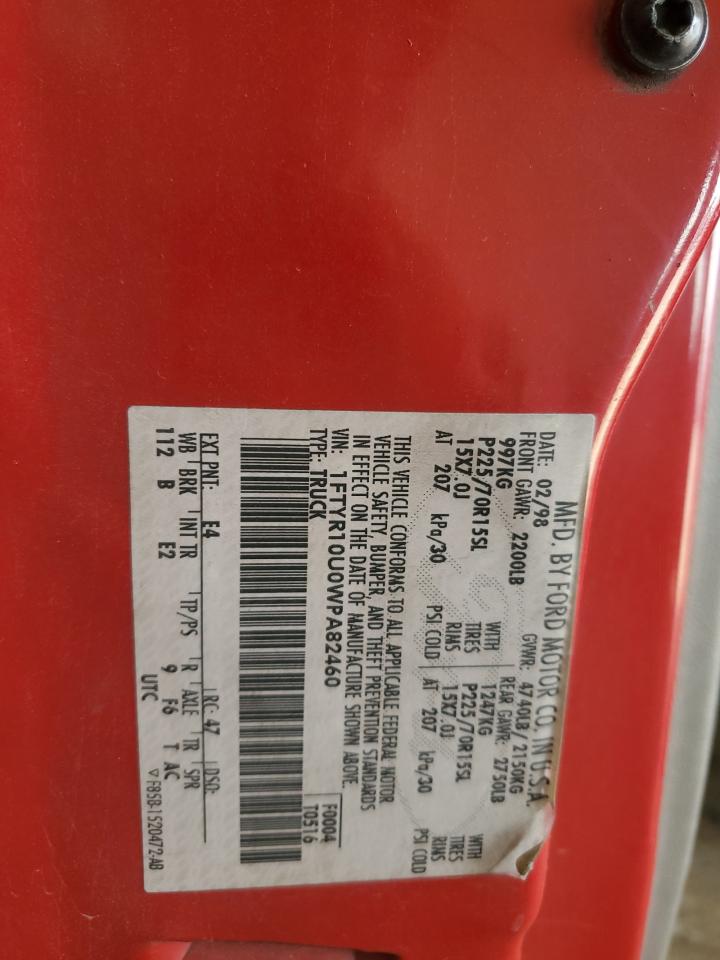 MFD. BY FORD MOTOR CO. IN U.S.A.
DATE: 02/98 GVWR: 4740LB/2150KG
FRONT GAWR: 2200LB REAR GAWR: 2750LB
997KG WITH 1247KG WITH
P225/70R15SL TIRES P225/70R15SL TIRES
15X7.0J RIMS 15X7.0J RIMS
AT 207 kPa/30 PSI COLD AT 207 kPa/30 PSI COLD
THIS VEHICLE CONFORMS TO ALL APPLICABLE FEDERAL MOTOR
VEHICLE SAFETY, BUMPER, AND THEFT PREVENTION STANDARDS
IN EFFECT ON THE DATE OF MANUFACTURE SHOWN ABOVE.
VIN: 1FTYR10U0WPA82460 F0004
TYPE: TRUCK T0516
EXT PNT: E4 RC: 47 DSO:
WB BRK INT TR TP/PS R AXLE TR SPR
112 B E2 9 F6 T AC
UTC ▽ F85B-1520472-AB